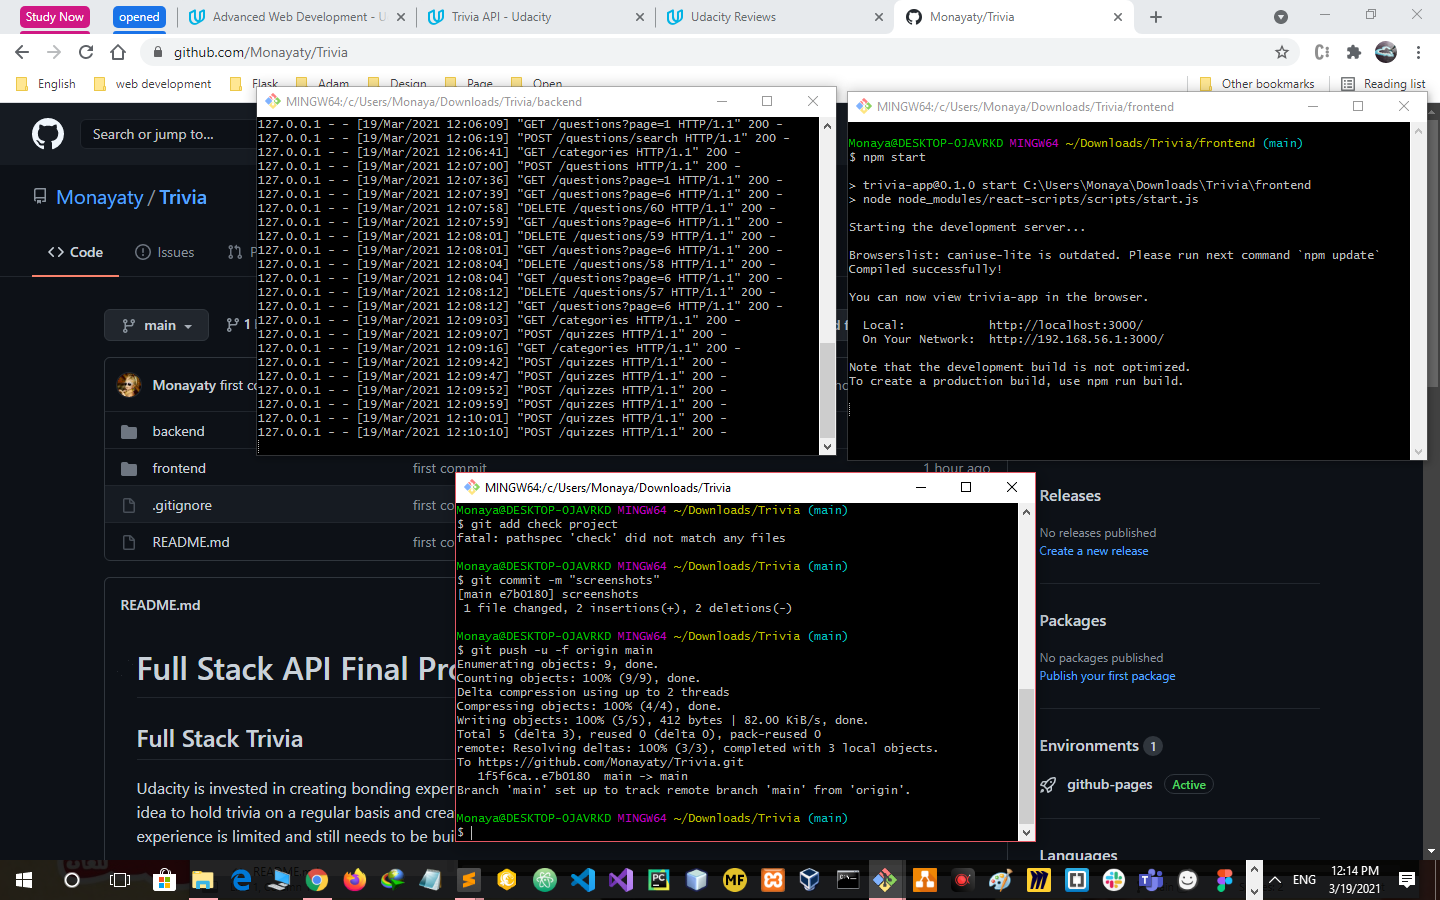 Study Now
opened
Advanced Web Development - U
Trivia API - Udacity
Udacity Reviews
Monayaty/Trivia
github.com/Monayaty/Trivia
English
web development
Flask
Adam
Design
Page
Open
Other bookmarks
Reading list
Search or jump to...
Monayaty / Trivia
Code
Issues
main
Monayaty first co
backend
frontend
first commit
1 hour ago
.gitignore
first co
README.md
first co
README.md
Full Stack API Final Pro
Full Stack Trivia
Udacity is invested in creating bonding exper
idea to hold trivia on a regular basis and crea
experience is limited and still needs to be bui
MINGW64:/c/Users/Monaya/Downloads/Trivia/backend
127.0.0.1 - - [19/Mar/2021 12:06:09] "GET /questions?page=1 HTTP/1.1" 200 -
127.0.0.1 - - [19/Mar/2021 12:06:19] "POST /questions/search HTTP/1.1" 200 -
127.0.0.1 - - [19/Mar/2021 12:06:41] "GET /categories HTTP/1.1" 200 -
127.0.0.1 - - [19/Mar/2021 12:07:00] "POST /questions HTTP/1.1" 200 -
127.0.0.1 - - [19/Mar/2021 12:07:36] "GET /questions?page=1 HTTP/1.1" 200 -
127.0.0.1 - - [19/Mar/2021 12:07:39] "GET /questions?page=6 HTTP/1.1" 200 -
127.0.0.1 - - [19/Mar/2021 12:07:58] "DELETE /questions/60 HTTP/1.1" 200 -
127.0.0.1 - - [19/Mar/2021 12:07:59] "GET /questions?page=6 HTTP/1.1" 200 -
127.0.0.1 - - [19/Mar/2021 12:08:01] "DELETE /questions/59 HTTP/1.1" 200 -
127.0.0.1 - - [19/Mar/2021 12:08:01] "GET /questions?page=6 HTTP/1.1" 200 -
127.0.0.1 - - [19/Mar/2021 12:08:04] "DELETE /questions/58 HTTP/1.1" 200 -
127.0.0.1 - - [19/Mar/2021 12:08:04] "GET /questions?page=6 HTTP/1.1" 200 -
127.0.0.1 - - [19/Mar/2021 12:08:12] "DELETE /questions/57 HTTP/1.1" 200 -
127.0.0.1 - - [19/Mar/2021 12:08:12] "GET /questions?page=6 HTTP/1.1" 200 -
127.0.0.1 - - [19/Mar/2021 12:09:03] "GET /categories HTTP/1.1" 200 -
127.0.0.1 - - [19/Mar/2021 12:09:07] "POST /quizzes HTTP/1.1" 200 -
127.0.0.1 - - [19/Mar/2021 12:09:16] "GET /categories HTTP/1.1" 200 -
127.0.0.1 - - [19/Mar/2021 12:09:42] "POST /quizzes HTTP/1.1" 200 -
127.0.0.1 - - [19/Mar/2021 12:09:47] "POST /quizzes HTTP/1.1" 200 -
127.0.0.1 - - [19/Mar/2021 12:09:52] "POST /quizzes HTTP/1.1" 200 -
127.0.0.1 - - [19/Mar/2021 12:09:59] "POST /quizzes HTTP/1.1" 200 -
127.0.0.1 - - [19/Mar/2021 12:10:01] "POST /quizzes HTTP/1.1" 200 -
127.0.0.1 - - [19/Mar/2021 12:10:10] "POST /quizzes HTTP/1.1" 200 -
MINGW64:/c/Users/Monaya/Downloads/Trivia/frontend
Monaya@DESKTOP-OJAVRKD MINGW64 ~/Downloads/Trivia/frontend (main)
$ npm start
> trivia-app@0.1.0 start C:\Users\Monaya\Downloads\Trivia\frontend
> node node_modules/react-scripts/scripts/start.js
Starting the development server...
Browserslist: caniuse-lite is outdated. Please run next command `npm update`
Compiled successfully!
You can now view trivia-app in the browser.
Local: http://localhost:3000/
On Your Network: http://192.168.56.1:3000/
Note that the development build is not optimized.
To create a production build, use npm run build.
MINGW64:/c/Users/Monaya/Downloads/Trivia
Monaya@DESKTOP-OJAVRKD MINGW64 ~/Downloads/Trivia (main)
$ git add check project
fatal: pathspec 'check' did not match any files
Monaya@DESKTOP-OJAVRKD MINGW64 ~/Downloads/Trivia (main)
$ git commit -m "screenshots"
[main e7b0180] screenshots
1 file changed, 2 insertions(+), 2 deletions(-)
Monaya@DESKTOP-OJAVRKD MINGW64 ~/Downloads/Trivia (main)
$ git push -u -f origin main
Enumerating objects: 9, done.
Counting objects: 100% (9/9), done.
Delta compression using up to 2 threads
Compressing objects: 100% (4/4), done.
Writing objects: 100% (5/5), 412 bytes | 82.00 KiB/s, done.
Total 5 (delta 3), reused 0 (delta 0), pack-reused 0
remote: Resolving deltas: 100% (3/3), completed with 3 local objects.
To https://github.com/Monayaty/Trivia.git
1f5f6ca..e7b0180 main -> main
Branch 'main' set up to track remote branch 'main' from 'origin'.
Monaya@DESKTOP-OJAVRKD MINGW64 ~/Downloads/Trivia (main)
$
Releases
No releases published
Create a new release
Packages
No packages published
Publish your first package
Environments 1
github-pages Active
Languages
ENG
12:14 PM
3/19/2021